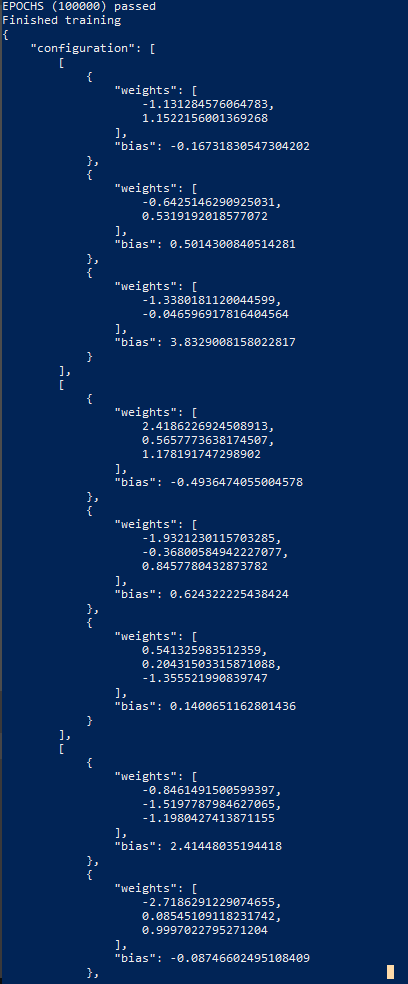 EPOCHS (100000) passed
Finished training
{
    "configuration": [
        [
            {
                "weights": [
                    -1.131284576064783,
                    1.1522156001369268
                ],
                "bias": -0.16731830547304202
            },
            {
                "weights": [
                    -0.6425146290925031,
                    0.5319192018577072
                ],
                "bias": 0.5014300840514281
            },
            {
                "weights": [
                    -1.3380181120044599,
                    -0.046596917816404564
                ],
                "bias": 3.8329008158022817
            }
        ],
        [
            {
                "weights": [
                    2.4186226924508913,
                    0.5657773638174507,
                    1.178191747298902
                ],
                "bias": -0.4936474055004578
            },
            {
                "weights": [
                    -1.9321230115703285,
                    -0.36800584942227077,
                    0.8457780432873782
                ],
                "bias": 0.624322225438424
            },
            {
                "weights": [
                    0.541325983512359,
                    0.20431503315871088,
                    -1.355521990839747
                ],
                "bias": 0.1400651162801436
            }
        ],
        [
            {
                "weights": [
                    -0.8461491500599397,
                    -1.5197787984627065,
                    -1.1980427413871155
                ],
                "bias": 2.41448035194418
            },
            {
                "weights": [
                    -2.7186291229074655,
                    0.08545109118231742,
                    0.9997022795271204
                ],
                "bias": -0.08746602495108409
            },